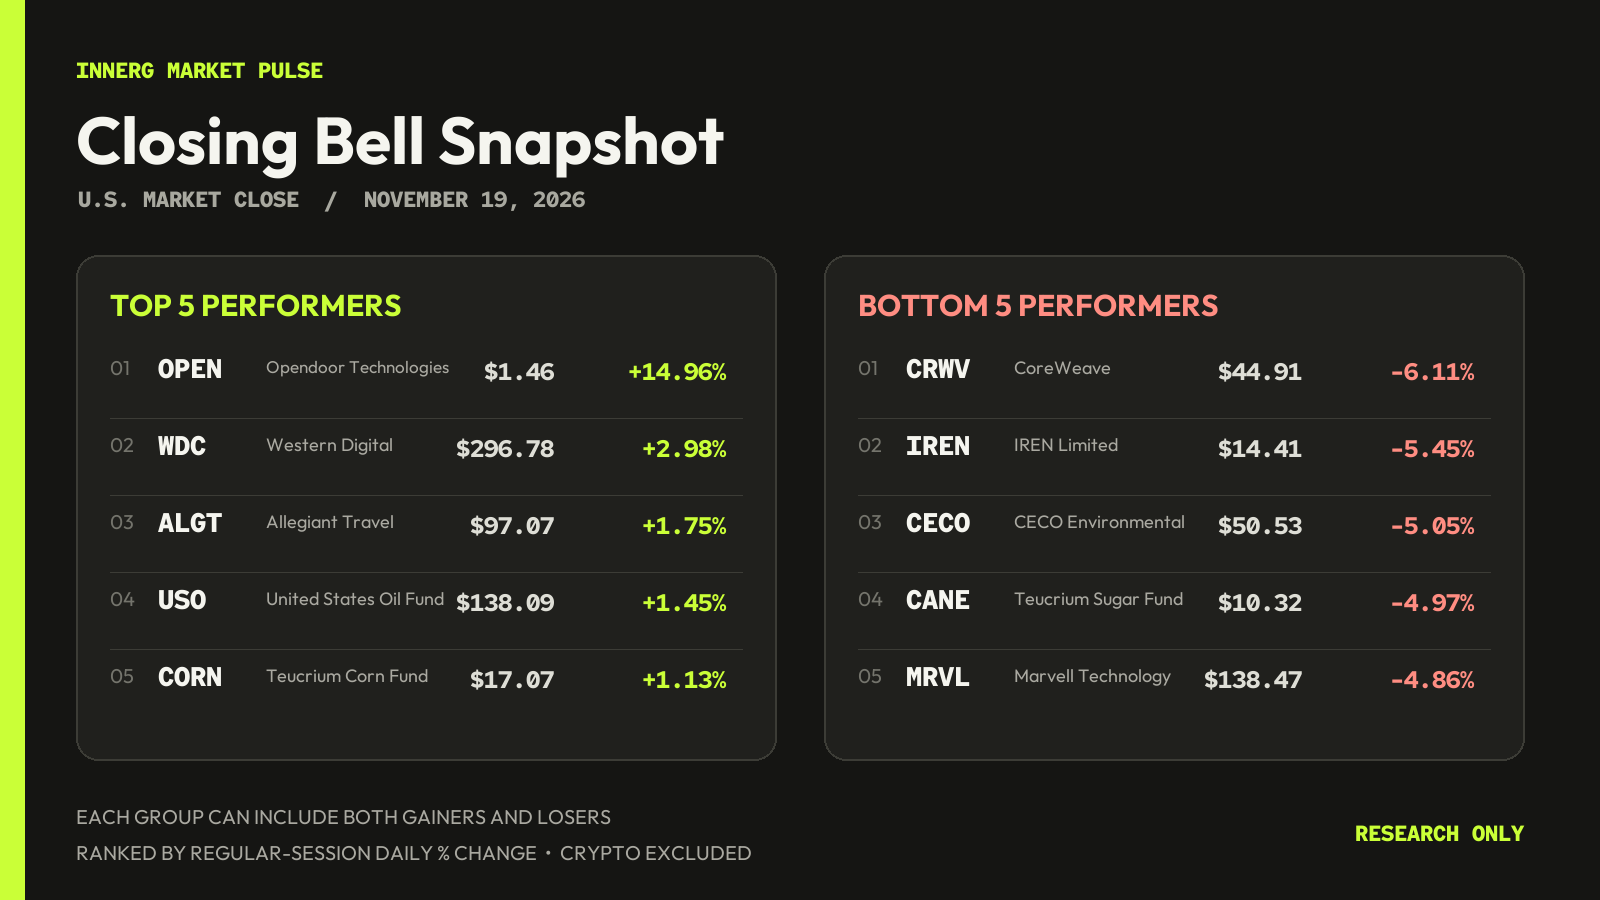 INNERG MARKET PULSE
Closing Bell Snapshot
U.S. MARKET CLOSE / NOVEMBER 19, 2026
TOP 5 PERFORMERS
01 OPEN Opendoor Technologies $1.46 +14.96%
02 WDC Western Digital $296.78 +2.98%
03 ALGT Allegiant Travel $97.07 +1.75%
04 USO United States Oil Fund $138.09 +1.45%
05 CORN Teucrium Corn Fund $17.07 +1.13%
BOTTOM 5 PERFORMERS
01 CRWV CoreWeave $44.91 -6.11%
02 IREN IREN Limited $14.41 -5.45%
03 CECO CECO Environmental $50.53 -5.05%
04 CANE Teucrium Sugar Fund $10.32 -4.97%
05 MRVL Marvell Technology $138.47 -4.86%
EACH GROUP CAN INCLUDE BOTH GAINERS AND LOSERS
RANKED BY REGULAR-SESSION DAILY % CHANGE • CRYPTO EXCLUDED
RESEARCH ONLY